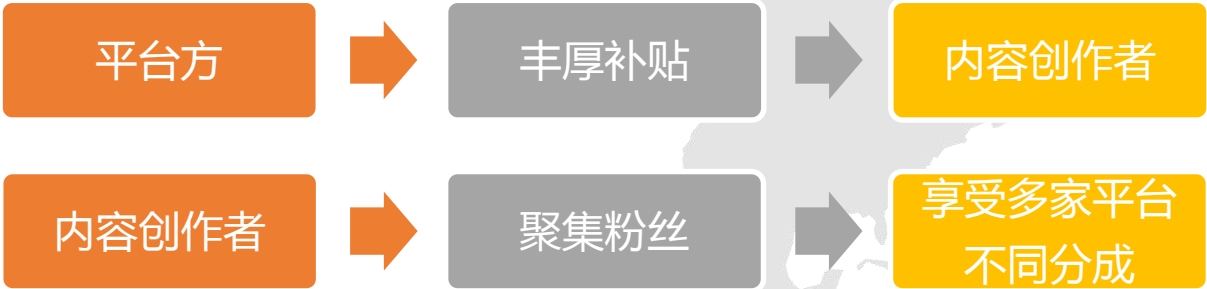 平台方
丰厚补贴
内容创作者
内容创作者
聚集粉丝
享受多家平台
不同分成